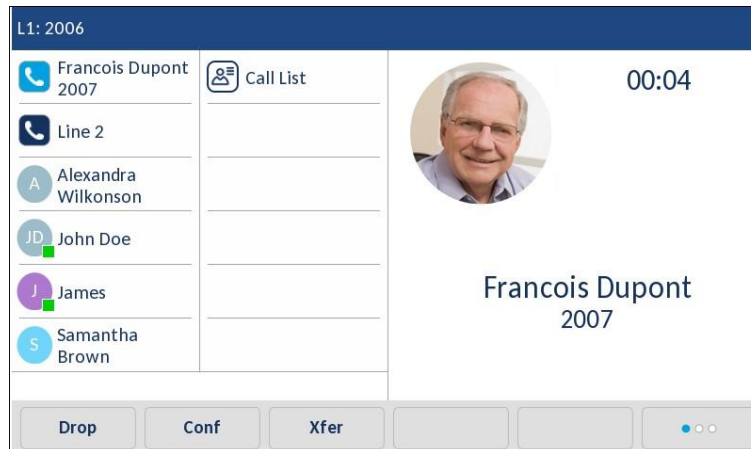 L1: 2006
Francois Dupont
2007
Call List
00:04
Line 2
A
Alexandra
Wilkonson
JD
John Doe
J
James
S
Samantha
Brown
Francois Dupont
2007
Drop
Conf
Xfer